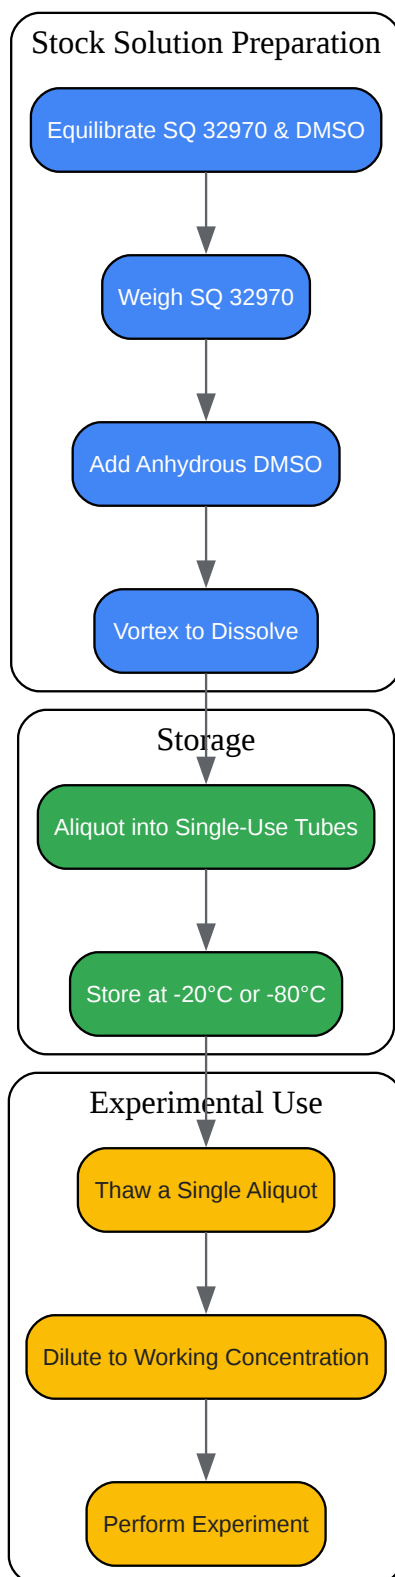 Stock Solution Preparation
Equilibrate SQ 32970 & DMSO
Weigh SQ 32970
Add Anhydrous DMSO
Vortex to Dissolve
Storage
Aliquot into Single-Use Tubes
Store at -20°C or -80°C
Experimental Use
Thaw a Single Aliquot
Dilute to Working Concentration
Perform Experiment